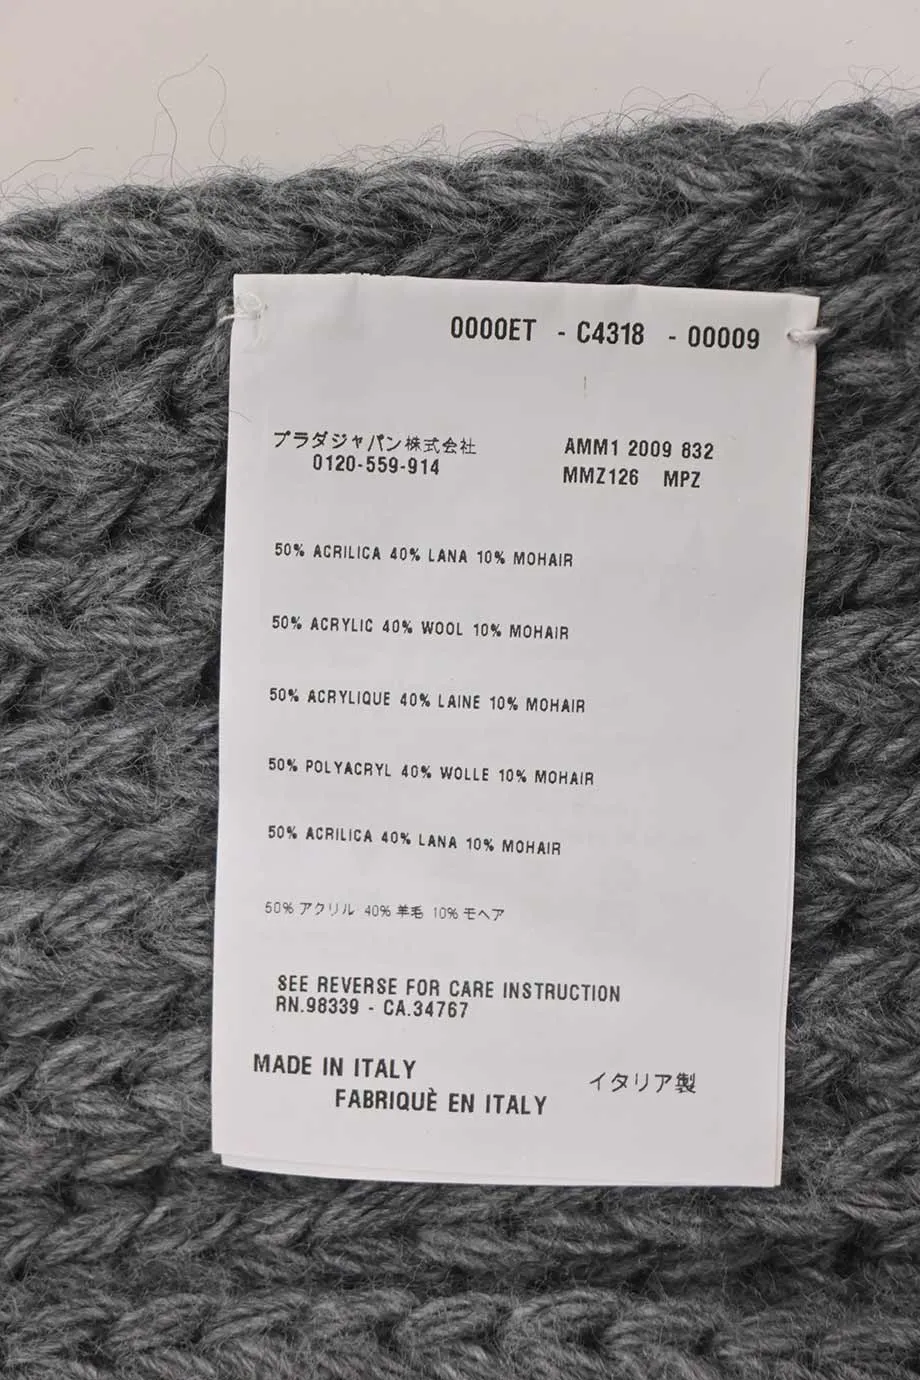 0000ET - C4318 - 00009
プラダジャパン株式会社
0120-559-914
AMM1 2009 832
MMZ126 MPZ
50% ACRILICA 40% LANA 10% MOHAIR
50% ACRYLIC 40% WOOL 10% MOHAIR
50% ACRYLIQUE 40% LAINE 10% MOHAIR
50% POLYACRYL 40% WOLLE 10% MOHAIR
50% ACRILICA 40% LANA 10% MOHAIR
50% アクリル 40% 羊毛 10% モヘア
SEE REVERSE FOR CARE INSTRUCTION
RN.98339 - CA.34767
MADE IN ITALY
FABRIQUÈ EN ITALY
イタリア製